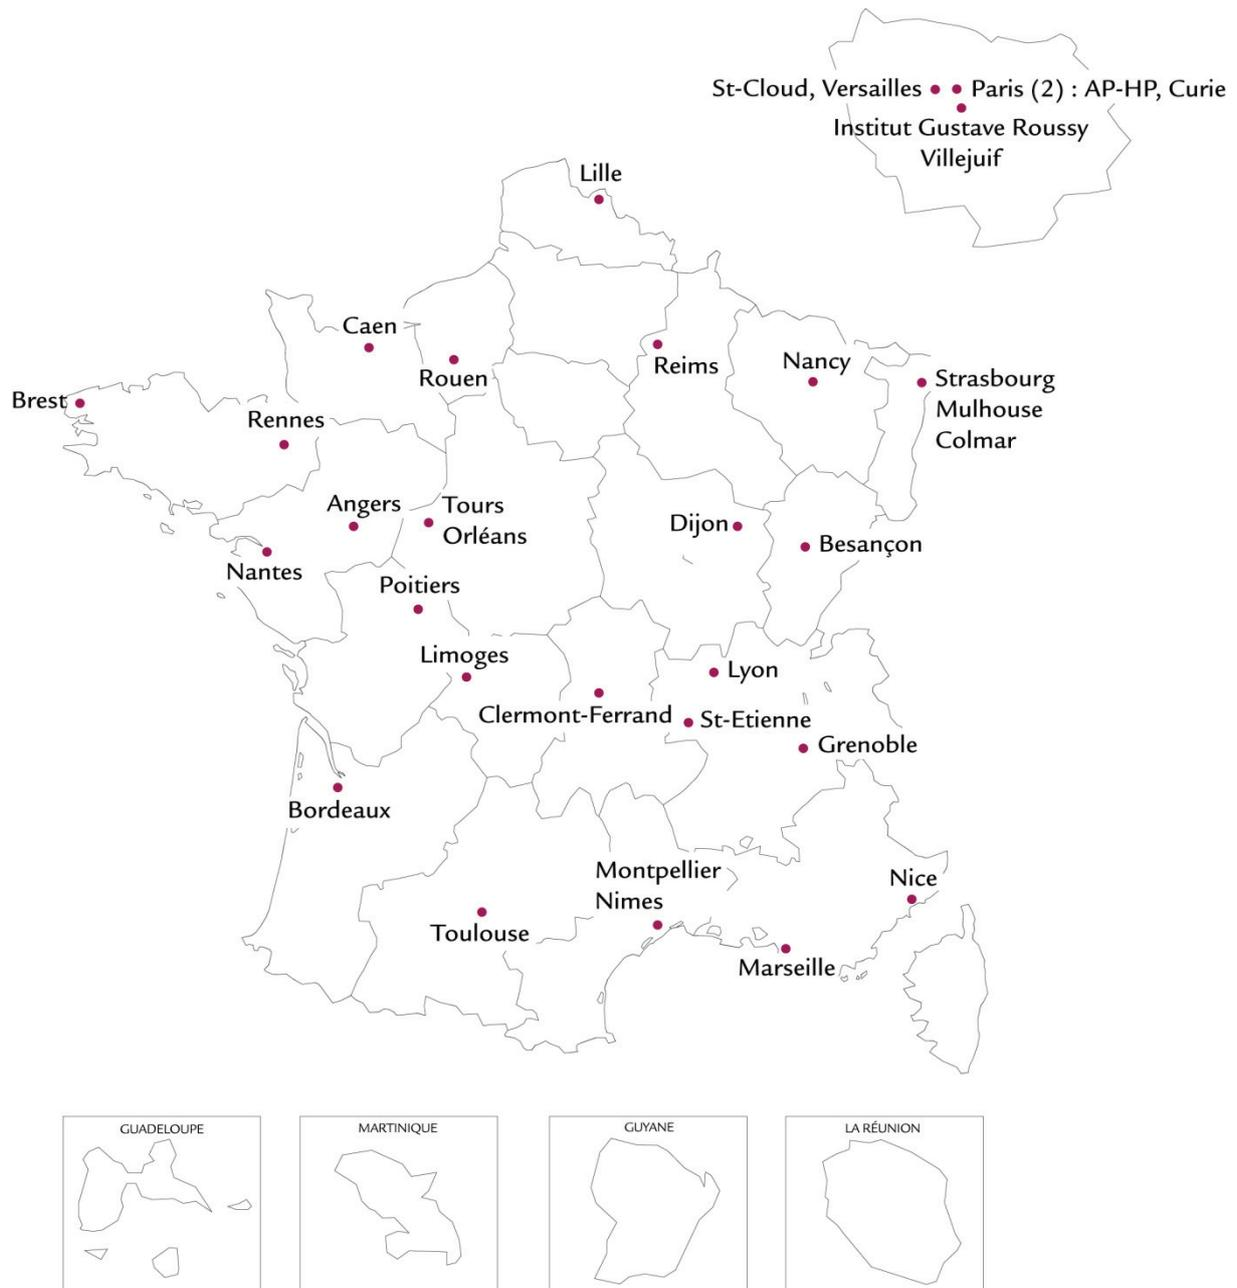 St-Cloud, Versailles
Paris (2) : AP-HP, Curie
Institut Gustave Roussy
Villejuif
Lille
Caen
Rouen
Reims
Nancy
Strasbourg
Mulhouse
Colmar
Brest
Rennes
Angers
Tours
Orléans
Dijon
Besançon
Nantes
Poitiers
Limoges
Lyon
Clermont-Ferrand
St-Etienne
Grenoble
Bordeaux
Montpellier
Nimes
Nice
Toulouse
Marseille
GUADELOUPE
MARTINIQUE
GUYANE
LA RÉUNION